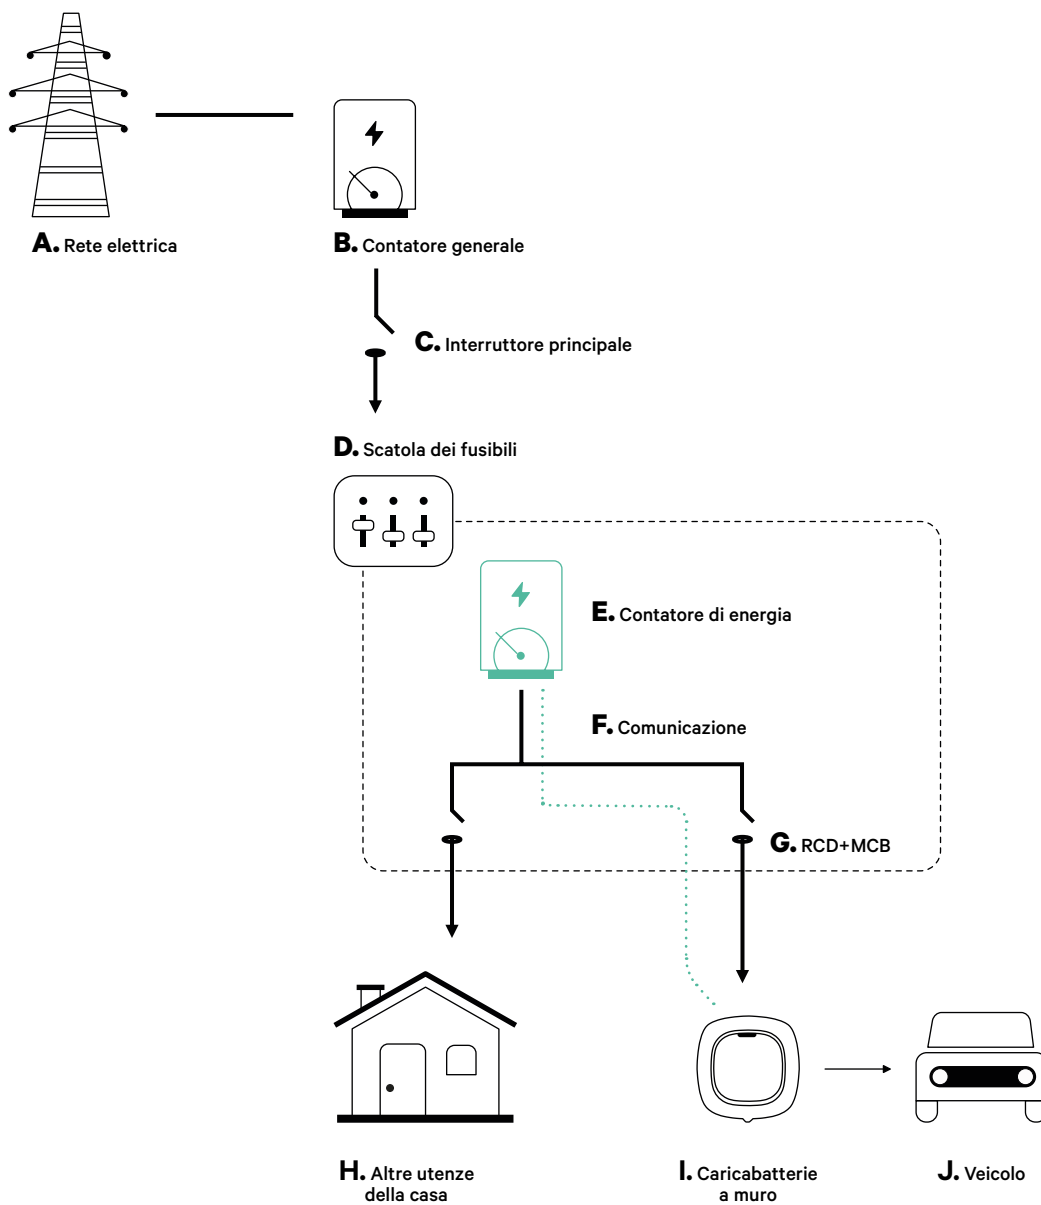 A. Rete elettrica
B. Contatore generale
C. Interruttore principale
D. Scatola dei fusibili
E. Contatore di energia
F. Comunicazione
G. RCD+MCB
H. Altre utenze
della casa
I. Caricabatterie
a muro
J. Veicolo